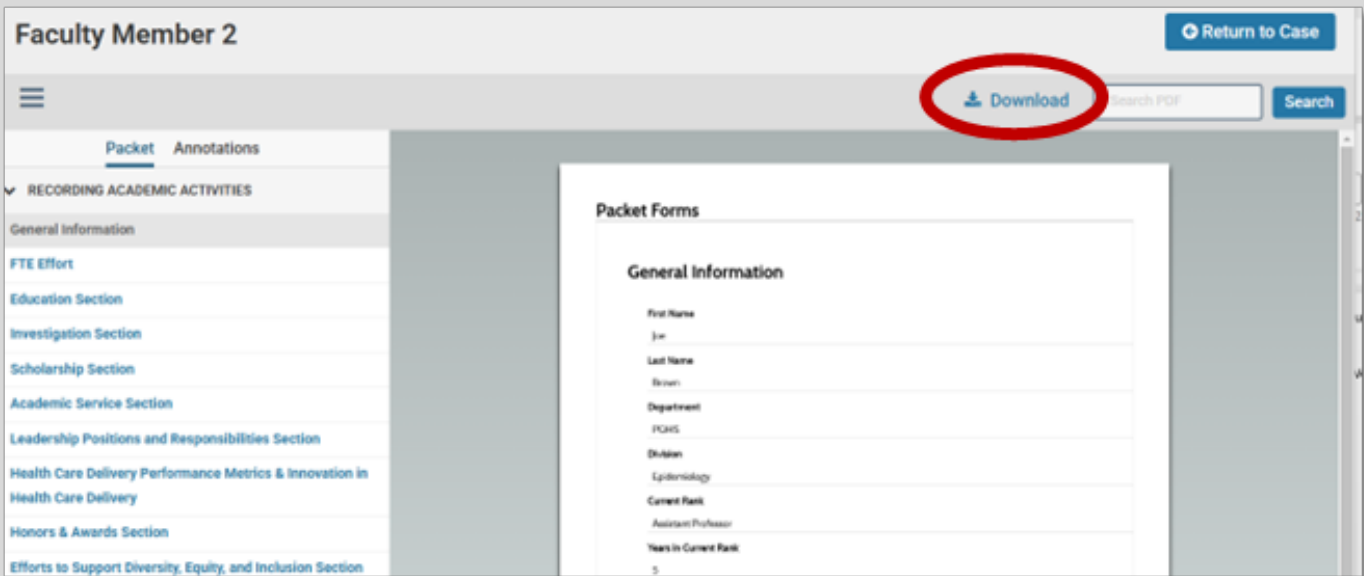 Faculty Member 2
Return to Case
Download
Search PDF
Search
Packet Annotations
RECORDING ACADEMIC ACTIVITIES
General Information
FTE Effort
Education Section
Investigation Section
Scholarship Section
Academic Service Section
Leadership Positions and Responsibilities Section
Health Care Delivery Performance Metrics & Innovation in
Health Care Delivery
Honors & Awards Section
Efforts to Support Diversity, Equity, and Inclusion Section
Packet Forms
General Information
First Name
Joe
Last Name
Brown
Department
Division
Epidemiology
Current Rank
Assistant Professor
Years in Current Rank
5